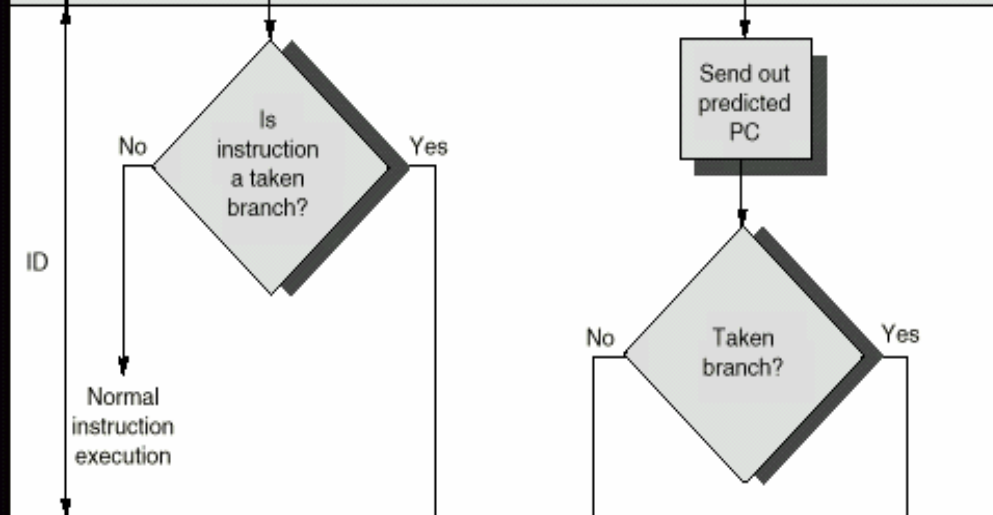 Is
instruction
a taken
branch?
No
Yes
Send out
predicted
PC
ID
No
Taken
branch?
Yes
Normal
instruction
execution